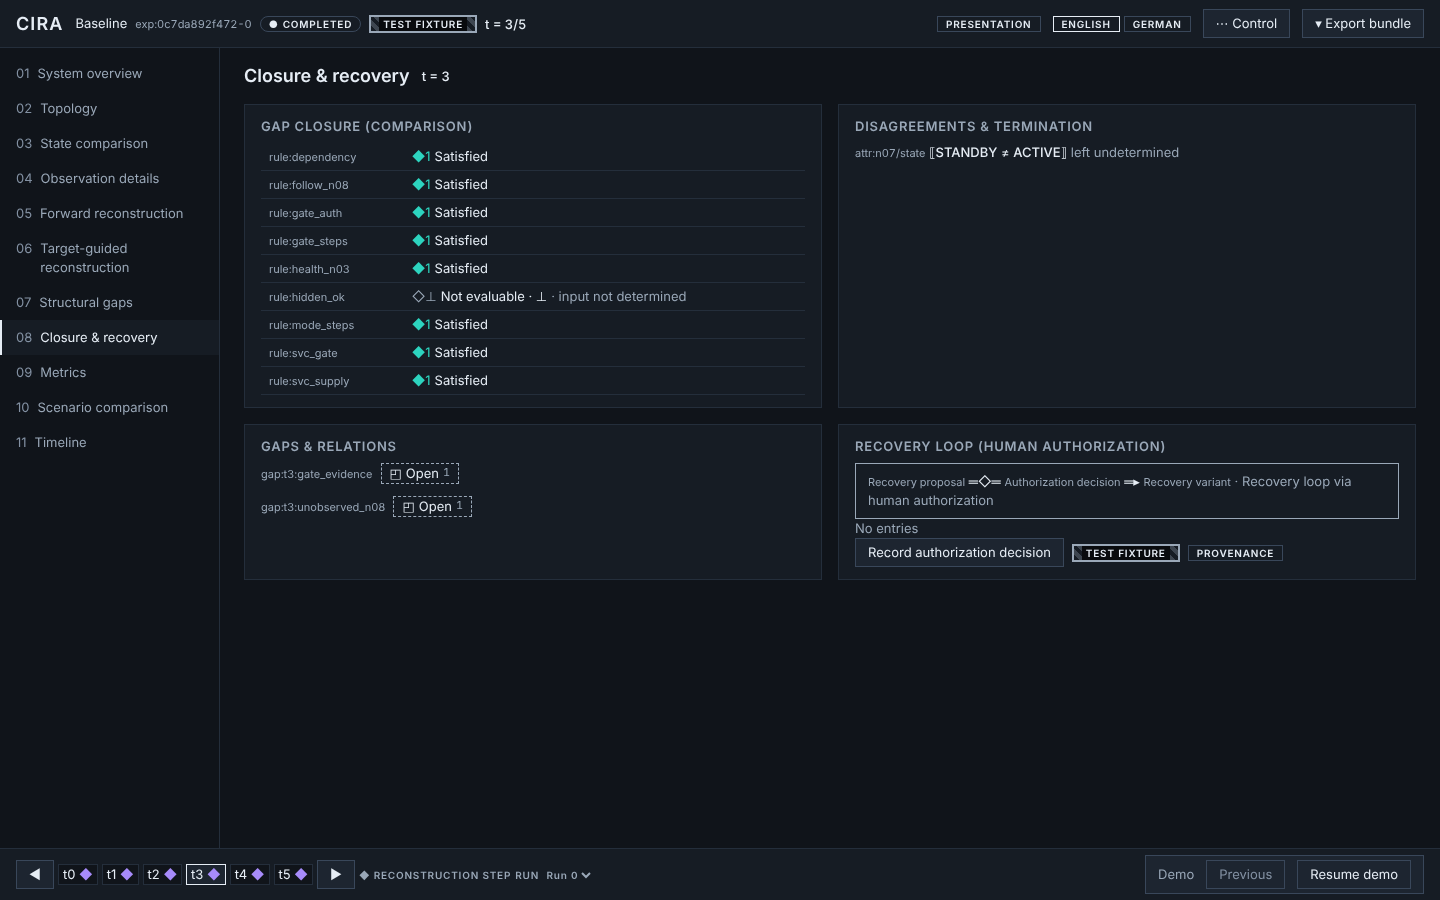 CIRA Baseline exp:0c7da892f472-0 ● COMPLETED TEST FIXTURE t = 3/5 PRESENTATION ENGLISH GERMAN ⋯ Control ▾ Export bundle
01 System overview
02 Topology
03 State comparison
04 Observation details
05 Forward reconstruction
06 Target-guided
reconstruction
07 Structural gaps
08 Closure & recovery
09 Metrics
10 Scenario comparison
11 Timeline
Closure & recovery t = 3
GAP CLOSURE (COMPARISON)
rule:dependency ◆1 Satisfied
rule:follow_n08 ◆1 Satisfied
rule:gate_auth ◆1 Satisfied
rule:gate_steps ◆1 Satisfied
rule:health_n03 ◆1 Satisfied
rule:hidden_ok ◇⊥ Not evaluable · ⊥ · input not determined
rule:mode_steps ◆1 Satisfied
rule:svc_gate ◆1 Satisfied
rule:svc_supply ◆1 Satisfied
DISAGREEMENTS & TERMINATION
attr:n07/state ⟦STANDBY ≠ ACTIVE⟧ left undetermined
GAPS & RELATIONS
gap:t3:gate_evidence ◰ Open 1
gap:t3:unobserved_n08 ◰ Open 1
RECOVERY LOOP (HUMAN AUTHORIZATION)
Recovery proposal ═◇═ Authorization decision ═▸ Recovery variant · Recovery loop via
human authorization
No entries
Record authorization decision TEST FIXTURE PROVENANCE
◀ t0 ◆ t1 ◆ t2 ◆ t3 ◆ t4 ◆ t5 ◆ ▶ ◆ RECONSTRUCTION STEP RUN Run 0 Demo Previous Resume demo